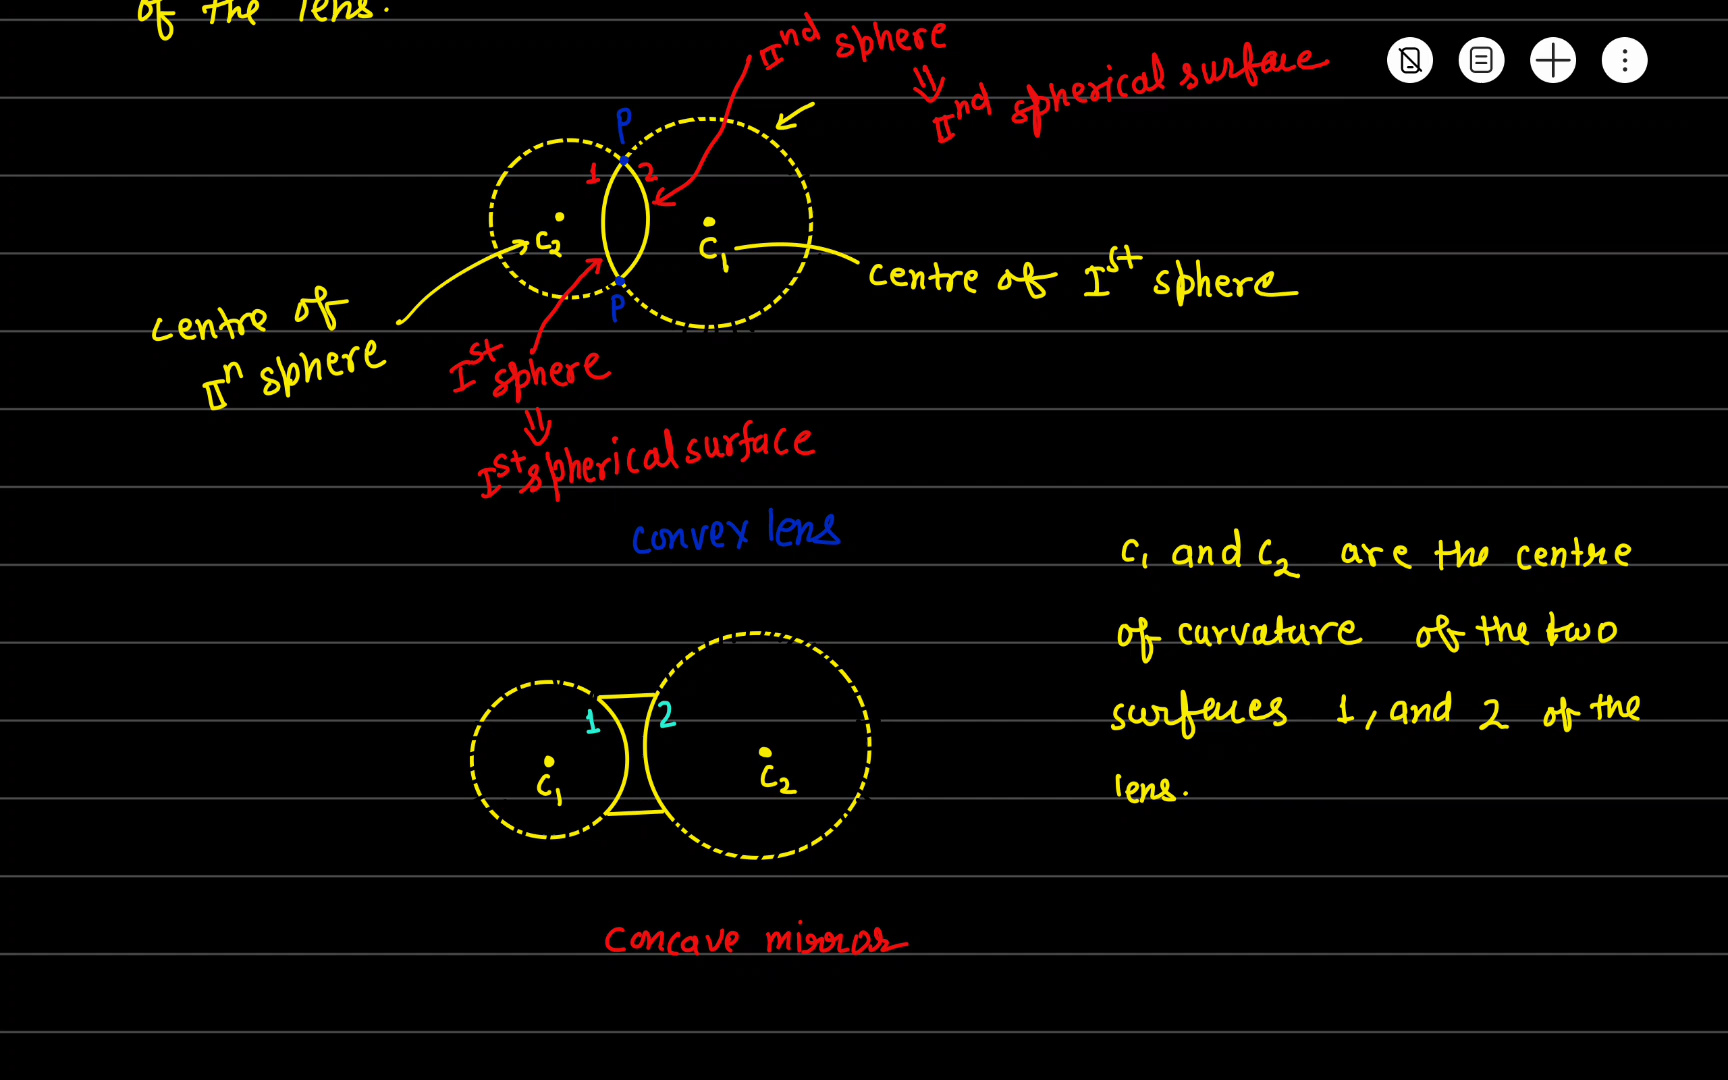 of the lens.
IInd sphere
⇓
IInd spherical surface
P
1 2
C2
C1
centre of Ist sphere
P
centre of
IIn sphere
Ist sphere
⇓
Ist spherical surface
convex lens
C1 and C2 are the centre
of curvature of the two
surfaces 1, and 2 of the
lens.
1 2
C1
C2
concave mirror